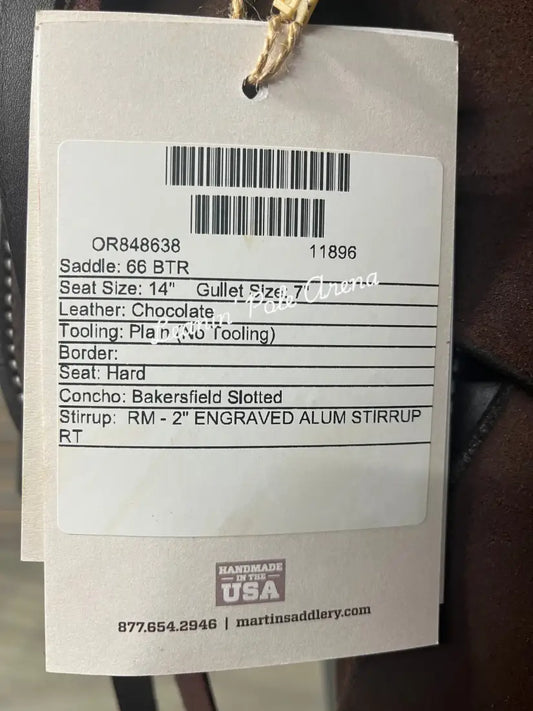 OR848638 11896
Saddle: 66 BTR
Seat Size: 14" Gullet Size: 7"
Leather: Chocolate
Leanin' Pole Arena
Tooling: Plain (No Tooling)
Border:
Seat: Hard
Concho: Bakersfield Slotted
Stirrup: RM - 2" ENGRAVED ALUM STIRRUP
RT
HANDMADE
IN THE
USA
877.654.2946 | martinsaddlery.com